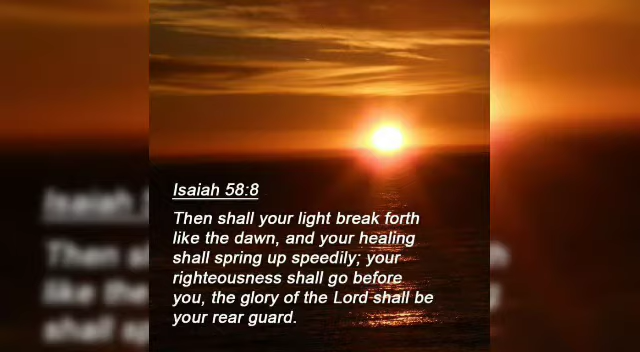 Isaiah 58:8
Then shall your light break forth
like the dawn, and your healing
shall spring up speedily; your
righteousness shall go before
you, the glory of the Lord shall be
your rear guard.